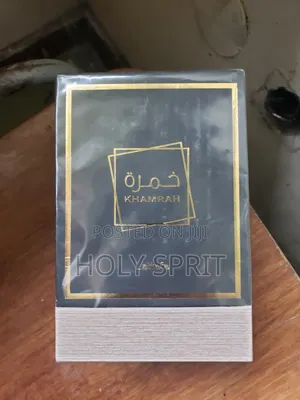 خمرة
KHAMRAH
POSTED ON JIJI
HOLY SPRIT